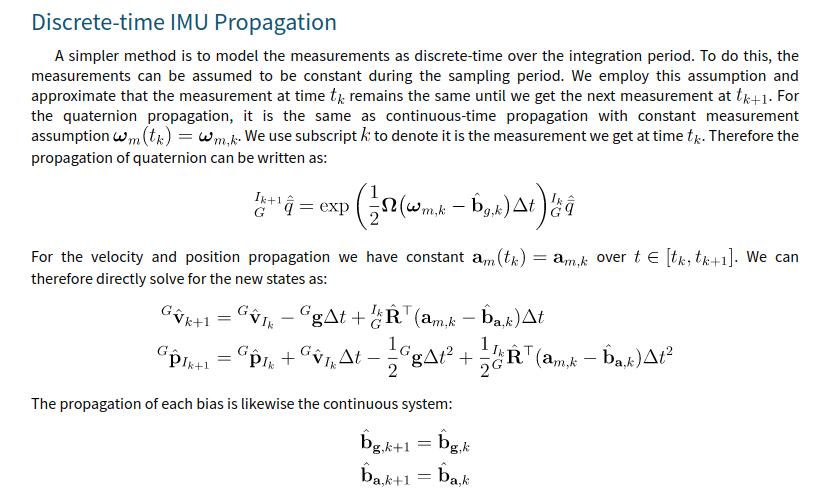 Discrete-time IMU Propagation
A simpler method is to model the measurements as discrete-time over the integration period. To do this, the
measurements can be assumed to be constant during the sampling period. We employ this assumption and
approximate that the measurement at time $t_k$ remains the same until we get the next measurement at $t_{k+1}$. For
the quaternion propagation, it is the same as continuous-time propagation with constant measurement
assumption $\boldsymbol{\omega}_m(t_k) = \boldsymbol{\omega}_{m,k}$. We use subscript $k$ to denote it is the measurement we get at time $t_k$. Therefore the
propagation of quaternion can be written as:
${}^{I_{k+1}}_{G}\hat{\bar{q}} = \exp\left(\frac{1}{2}\boldsymbol{\Omega}(\boldsymbol{\omega}_{m,k} - \hat{\mathbf{b}}_{g,k})\Delta t\right){}^{I_k}_{G}\hat{\bar{q}}$
For the velocity and position propagation we have constant $\mathbf{a}_m(t_k) = \mathbf{a}_{m,k}$ over $t \in [t_k, t_{k+1}]$. We can
therefore directly solve for the new states as:
${}^{G}\hat{\mathbf{v}}_{k+1} = {}^{G}\hat{\mathbf{v}}_{I_k} - {}^{G}\mathbf{g}\Delta t + {}^{I_k}_{G}\hat{\mathbf{R}}^{\top}(\mathbf{a}_{m,k} - \hat{\mathbf{b}}_{\mathbf{a},k})\Delta t$
${}^{G}\hat{\mathbf{p}}_{I_{k+1}} = {}^{G}\hat{\mathbf{p}}_{I_k} + {}^{G}\hat{\mathbf{v}}_{I_k}\Delta t - \frac{1}{2}{}^{G}\mathbf{g}\Delta t^2 + \frac{1}{2}{}^{I_k}_{G}\hat{\mathbf{R}}^{\top}(\mathbf{a}_{m,k} - \hat{\mathbf{b}}_{\mathbf{a},k})\Delta t^2$
The propagation of each bias is likewise the continuous system:
$\hat{\mathbf{b}}_{\mathbf{g},k+1} = \hat{\mathbf{b}}_{\mathbf{g},k}$
$\hat{\mathbf{b}}_{\mathbf{a},k+1} = \hat{\mathbf{b}}_{\mathbf{a},k}$